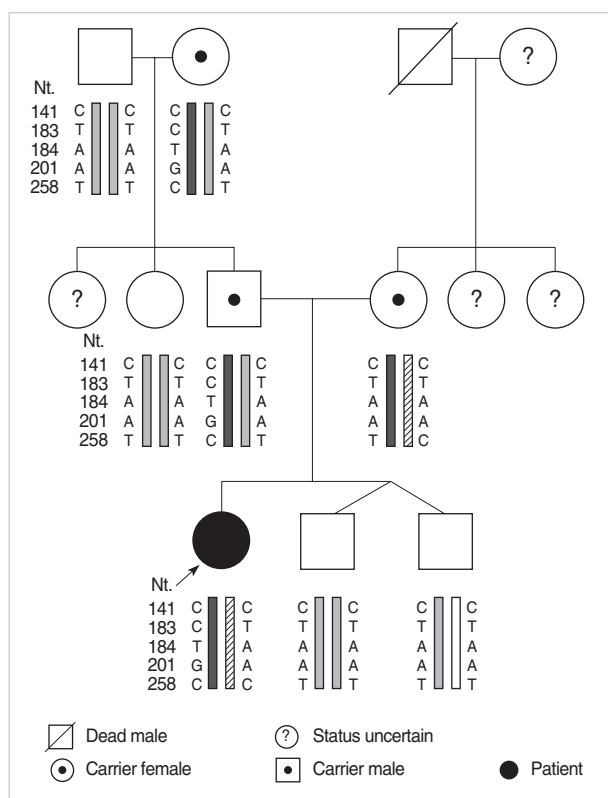 ?
Nt.
141 C C C C
183 T T C T
184 A A T A
201 A A G A
258 T T C T
? ? ?
Nt.
141 C C C C C C
183 T T C T T T
184 A A T A A A
201 A A G A A A
258 T T C T T C
Nt.
141 C C C C C C
183 C T T T T T
184 T A A A A A
201 G A A A A A
258 C C T T T T
Dead male ? Status uncertain
Carrier female Carrier male Patient